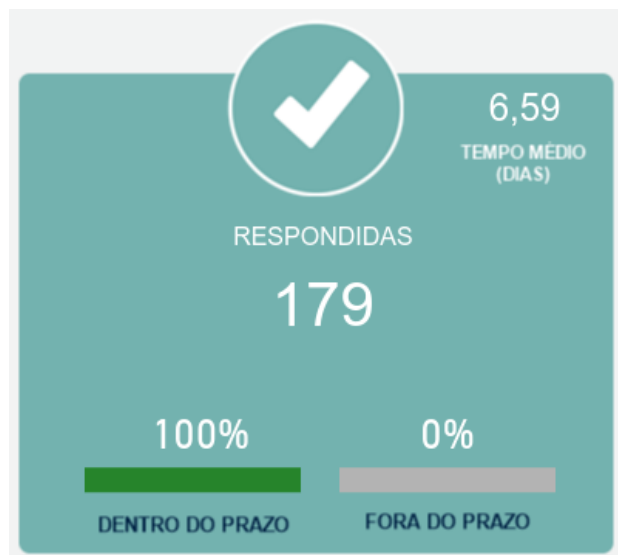 6,59
TEMPO MÉDIO
(DIAS)
RESPONDIDAS
179
100%
0%
DENTRO DO PRAZO
FORA DO PRAZO